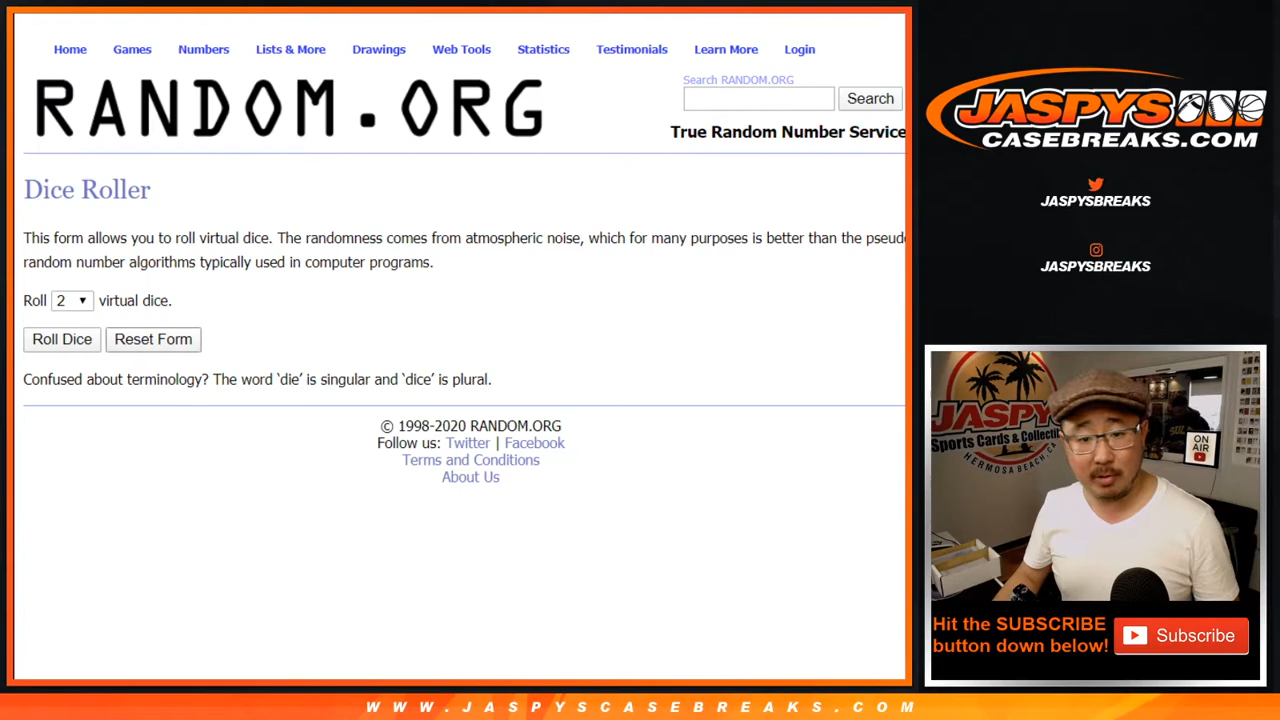 Home Games Numbers Lists & More Drawings Web Tools Statistics Testimonials Learn More Login
RANDOM.ORG
Search RANDOM.ORG
Search
True Random Number Service
Dice Roller
This form allows you to roll virtual dice. The randomness comes from atmospheric noise, which for many purposes is better than the pseudo
random number algorithms typically used in computer programs.
Roll 2 virtual dice.
Roll Dice Reset Form
Confused about terminology? The word ‘die’ is singular and ‘dice’ is plural.
© 1998-2020 RANDOM.ORG
Follow us: Twitter | Facebook
Terms and Conditions
About Us
JASPYS
CASEBREAKS.COM
JASPYSBREAKS
JASPYSBREAKS
JASPYS
Sports Cards & Collectib
HERMOSA BEACH, CA
ON
AIR
Hit the SUBSCRIBE
button down below!
Subscribe
WWW.JASPYSCASEBREAKS.COM